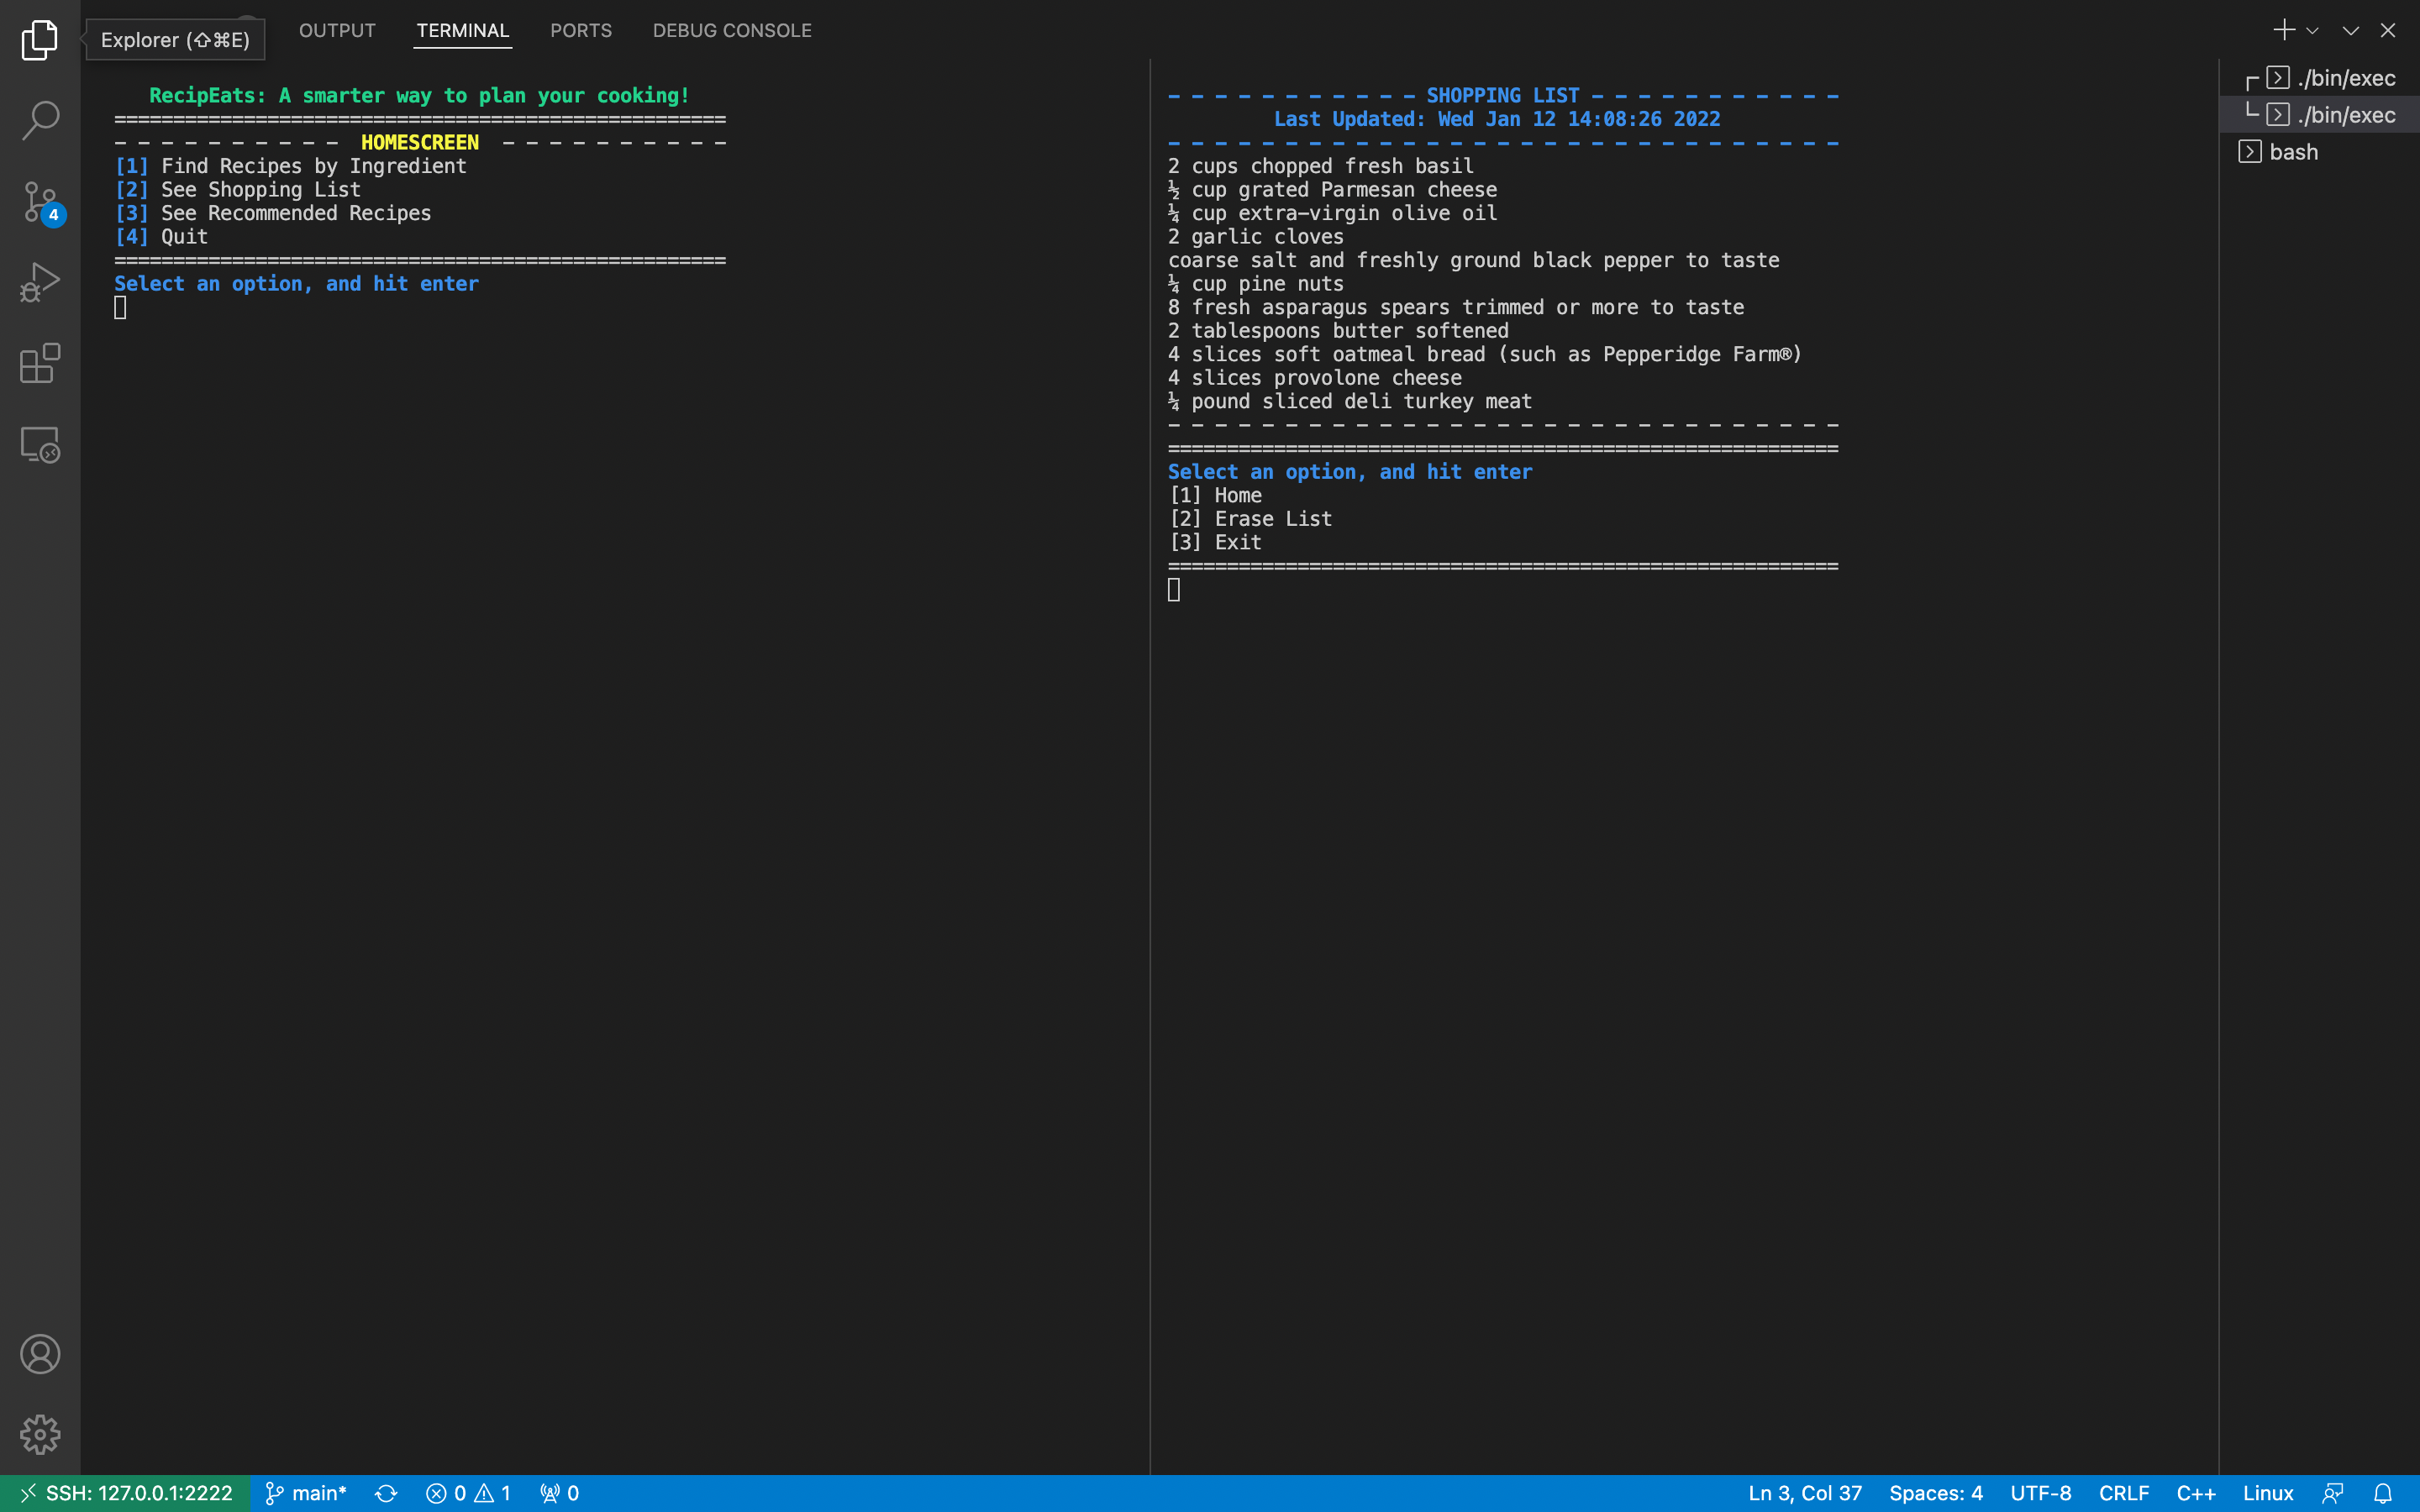 Explorer (⇧⌘E)
OUTPUT
TERMINAL
PORTS
DEBUG CONSOLE
RecipEats: A smarter way to plan your cooking!
====================================================
- - - - - - - - - - HOMESCREEN - - - - - - - - - -
[1] Find Recipes by Ingredient
[2] See Shopping List
[3] See Recommended Recipes
[4] Quit
====================================================
Select an option, and hit enter
- - - - - - - - - - - SHOPPING LIST - - - - - - - - - - -
Last Updated: Wed Jan 12 14:08:26 2022
- - - - - - - - - - - - - - - - - - - - - - - - - - - - -
2 cups chopped fresh basil
½ cup grated Parmesan cheese
¼ cup extra-virgin olive oil
2 garlic cloves
coarse salt and freshly ground black pepper to taste
¼ cup pine nuts
8 fresh asparagus spears trimmed or more to taste
2 tablespoons butter softened
4 slices soft oatmeal bread (such as Pepperidge Farm®)
4 slices provolone cheese
¼ pound sliced deli turkey meat
- - - - - - - - - - - - - - - - - - - - - - - - - - - - -
=========================================================
Select an option, and hit enter
[1] Home
[2] Erase List
[3] Exit
=========================================================
./bin/exec
./bin/exec
bash
4
SSH: 127.0.0.1:2222
main*
0
1
0
Ln 3, Col 37
Spaces: 4
UTF-8
CRLF
C++
Linux